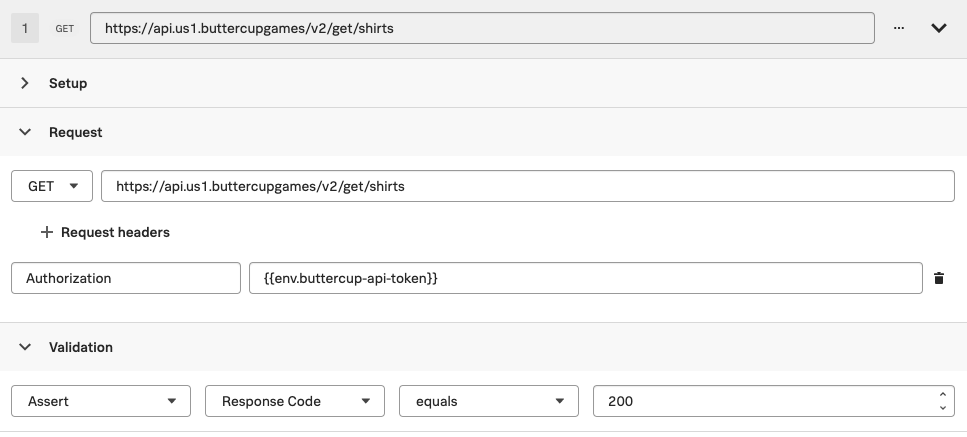 1 GET https://api.us1.buttercupgames/v2/get/shirts ...
Setup
Request
GET https://api.us1.buttercupgames/v2/get/shirts
+ Request headers
Authorization {{env.buttercup-api-token}}
Validation
Assert Response Code equals 200